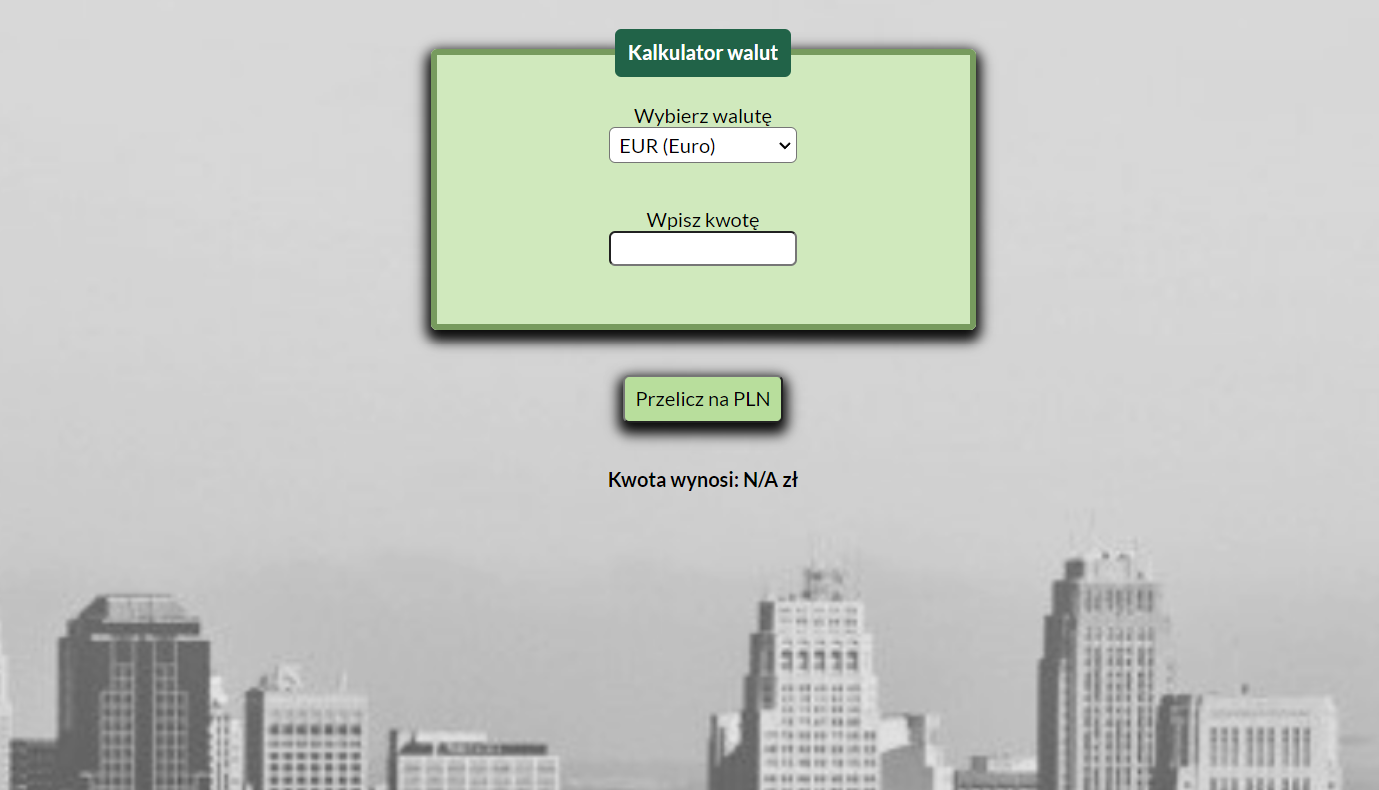 Kalkulator walut
Wybierz walutę
EUR (Euro)
Wpisz kwotę
Przelicz na PLN
Kwota wynosi: N/A zł